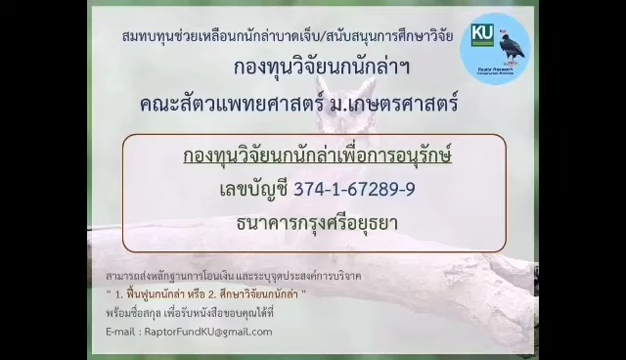 สมทบทุนช่วยเหลือนกนักล่าบาดเจ็บ/สนับสนุนการศึกษาวิจัย
กองทุนวิจัยนกนักล่าฯ
คณะสัตวแพทยศาสตร์ ม.เกษตรศาสตร์
KU
Raptor Research
กองทุนวิจัยนกนักล่าเพื่อการอนุรักษ์
เลขบัญชี 374-1-67289-9
ธนาคารกรุงศรีอยุธยา
สามารถส่งหลักฐานการโอนเงิน และระบุจุดประสงค์การบริจาค
" 1. ฟื้นฟูนกนักล่า หรือ 2. ศึกษาวิจัยนกนักล่า "
พร้อมชื่อสกุล เพื่อรับหนังสือขอบคุณได้ที่
E-mail : RaptorFundKU@gmail.com